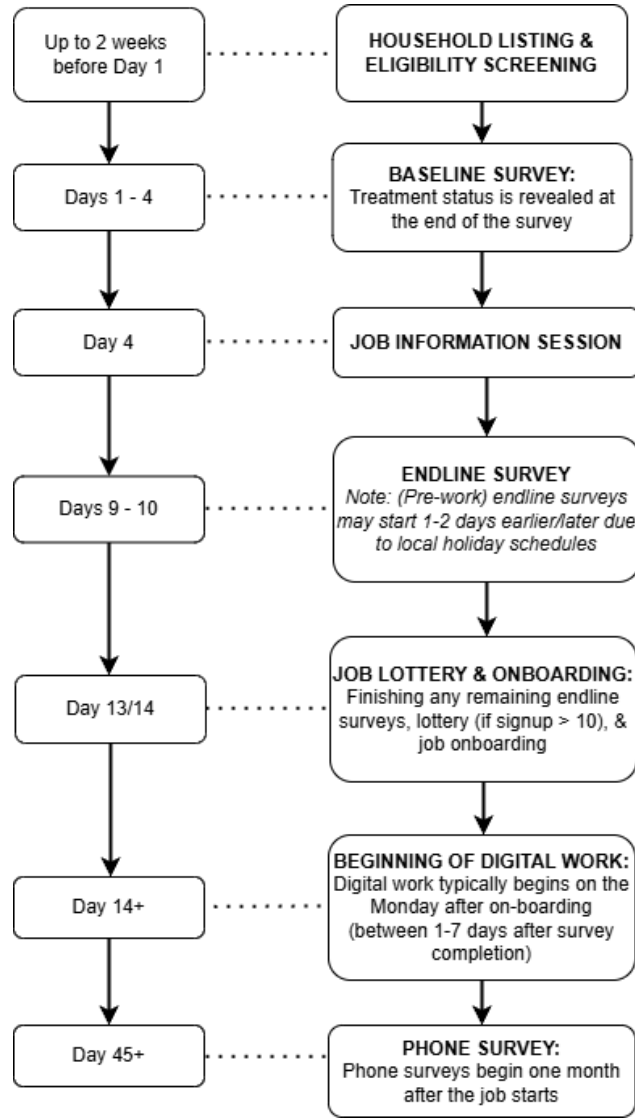 Up to 2 weeks
before Day 1
HOUSEHOLD LISTING &
ELIGIBILITY SCREENING
Days 1 - 4
BASELINE SURVEY:
Treatment status is revealed at
the end of the survey
Day 4
JOB INFORMATION SESSION
Days 9 - 10
ENDLINE SURVEY
Note: (Pre-work) endline surveys
may start 1-2 days earlier/later due
to local holiday schedules
Day 13/14
JOB LOTTERY & ONBOARDING:
Finishing any remaining endline
surveys, lottery (if signup > 10), &
job onboarding
Day 14+
BEGINNING OF DIGITAL WORK:
Digital work typically begins on the
Monday after on-boarding
(between 1-7 days after survey
completion)
Day 45+
PHONE SURVEY:
Phone surveys begin one month
after the job starts